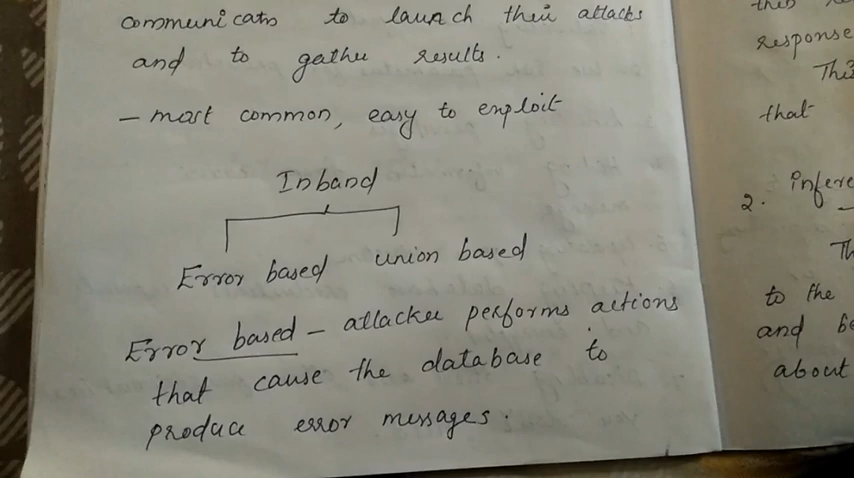 communicatn to launch their attacks
and to gather results.
– most common, easy to exploit
Inband
Error based union based
Error based – attacker performs actions
that cause the database to
produce error messages.
response
that
2.
to the
and
about